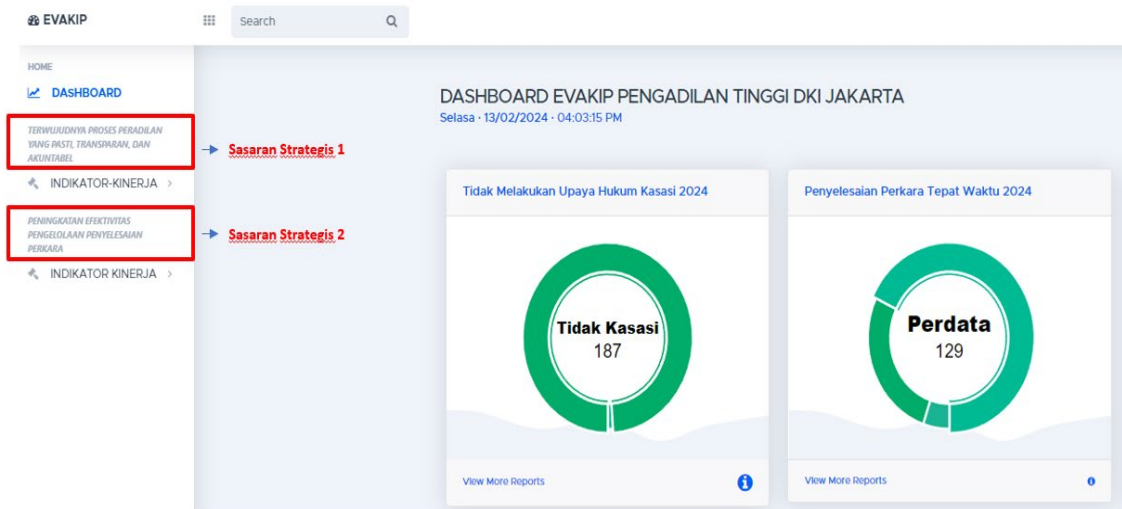 EVAKIP
Search
HOME
DASHBOARD
TERWUJUDNYA PROSES PERADILAN
YANG PASTI, TRANSPARAN, DAN
AKUNTABEL
Sasaran Strategis 1
INDIKATOR-KINERJA
PENINGKATAN EFEKTIVITAS
PENGELOLAAN PENYELESAIAN
PERKARA
Sasaran Strategis 2
INDIKATOR KINERJA
DASHBOARD EVAKIP PENGADILAN TINGGI DKI JAKARTA
Selasa · 13/02/2024 · 04:03:15 PM
Tidak Melakukan Upaya Hukum Kasasi 2024
Tidak Kasasi
187
View More Reports
Penyelesaian Perkara Tepat Waktu 2024
Perdata
129
View More Reports